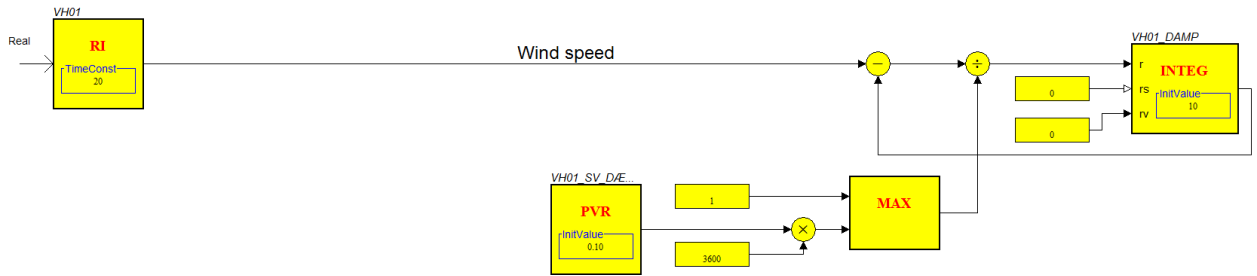 VH01
Real
RI
TimeConst
20
Wind speed
−
÷
VH01_DAMP
r
INTEG
0
rs
InitValue
10
0
rv
VH01_SV_DÆ...
PVR
InitValue
0.10
1
×
3600
MAX